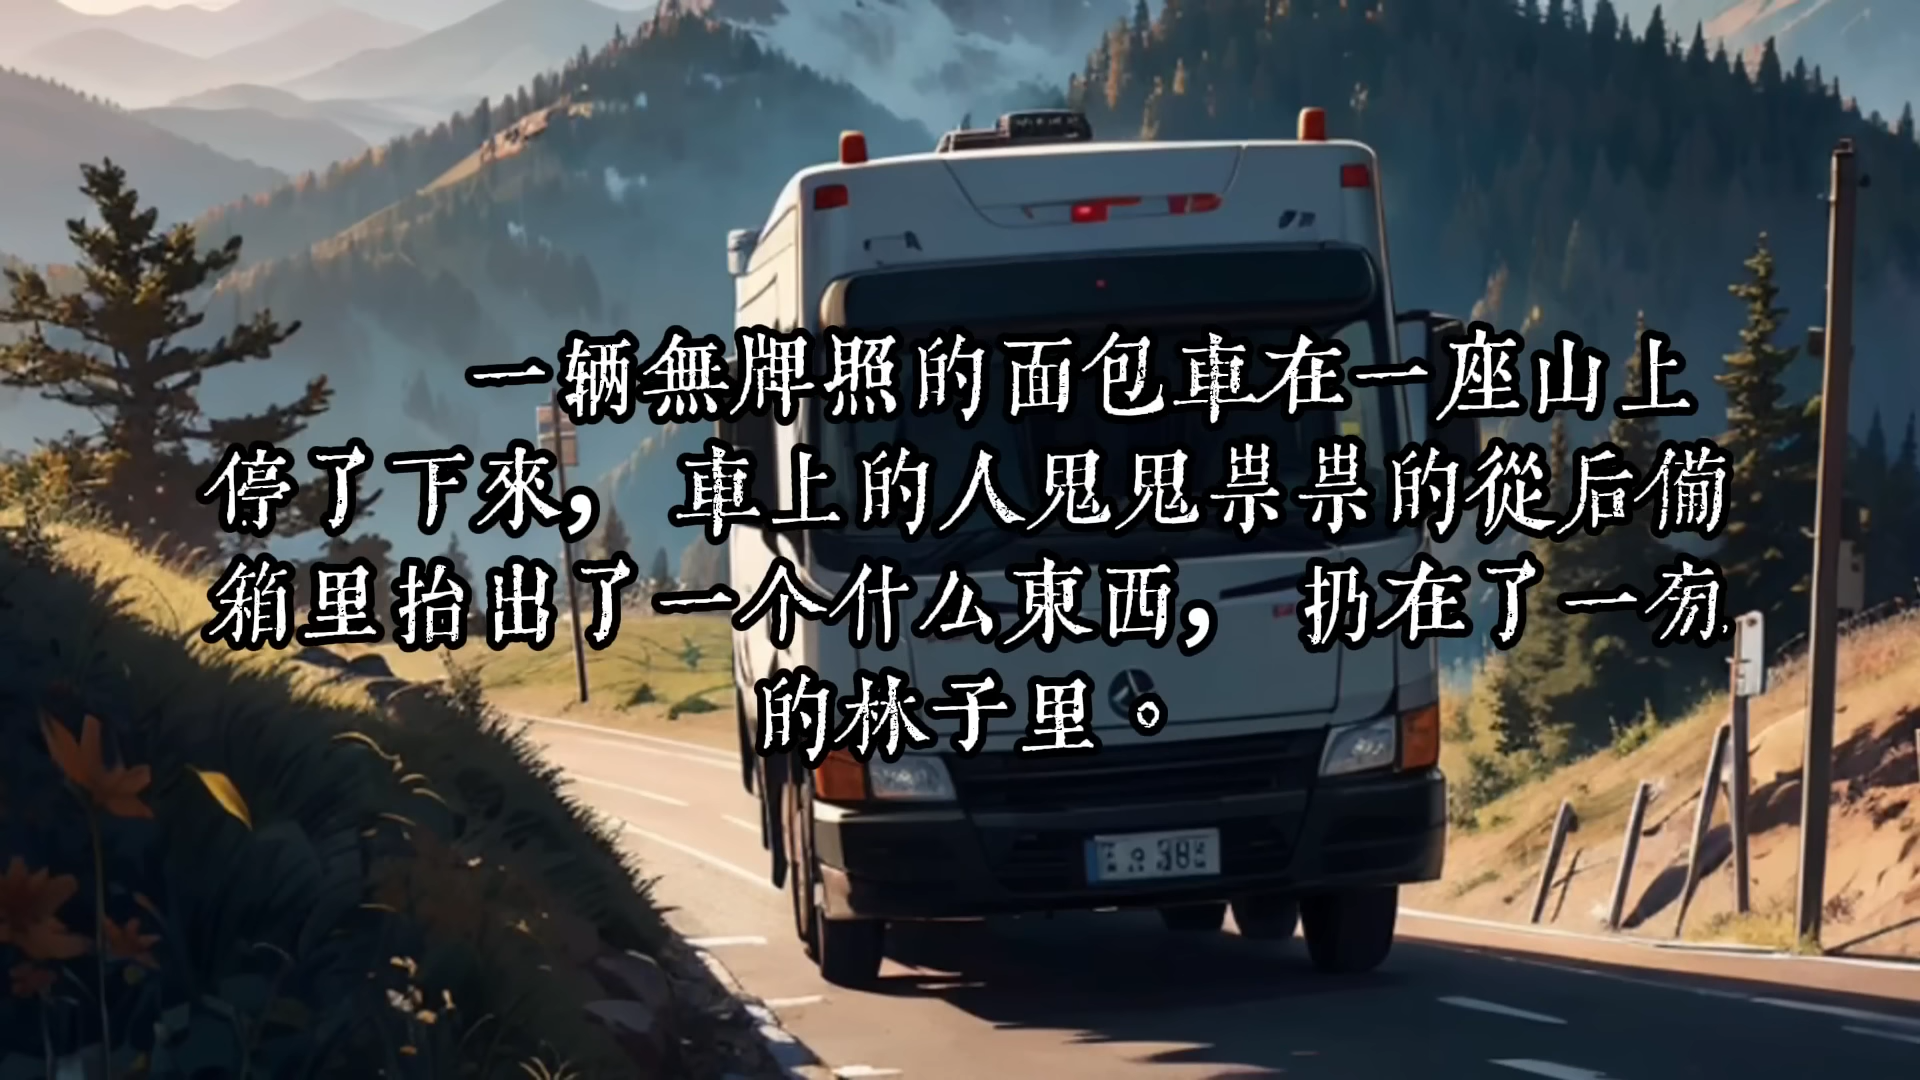 一辆無牌照的面包車在一座山上
停了下來，車上的人鬼鬼祟祟的從后備
箱里抬出了一个什么東西，扔在了一旁
的林子里。